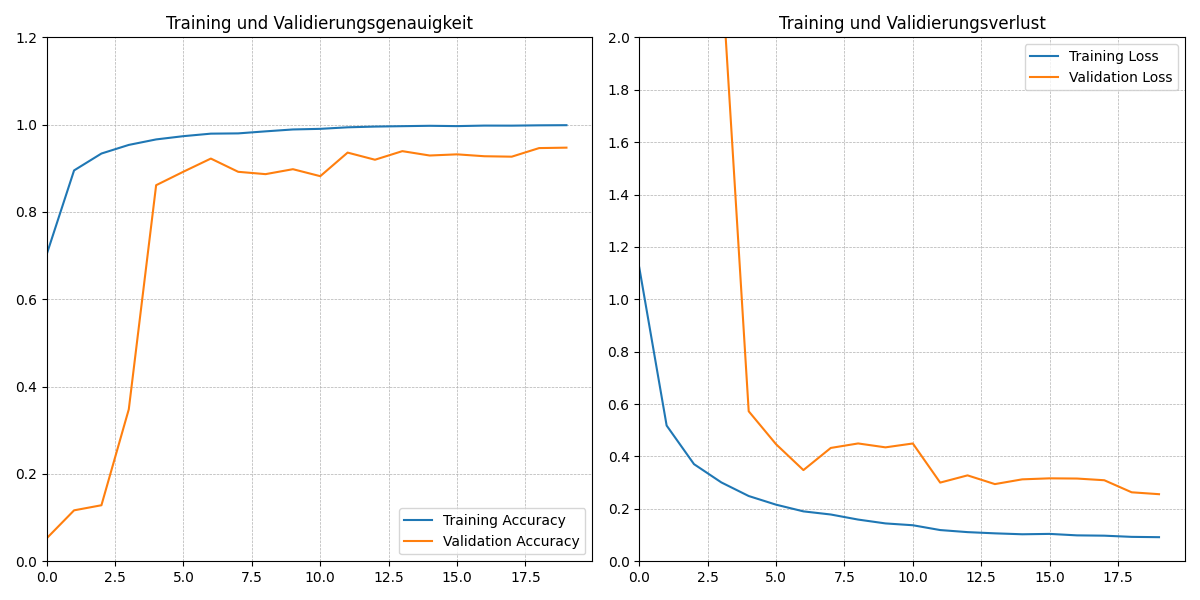 Training und Validierungsgenauigkeit
1.2
1.0
0.8
0.6
0.4
0.2
0.0
0.0 2.5 5.0 7.5 10.0 12.5 15.0 17.5
Training Accuracy
Validation Accuracy
Training und Validierungsverlust
2.0
1.8
1.6
1.4
1.2
1.0
0.8
0.6
0.4
0.2
0.0
0.0 2.5 5.0 7.5 10.0 12.5 15.0 17.5
Training Loss
Validation Loss